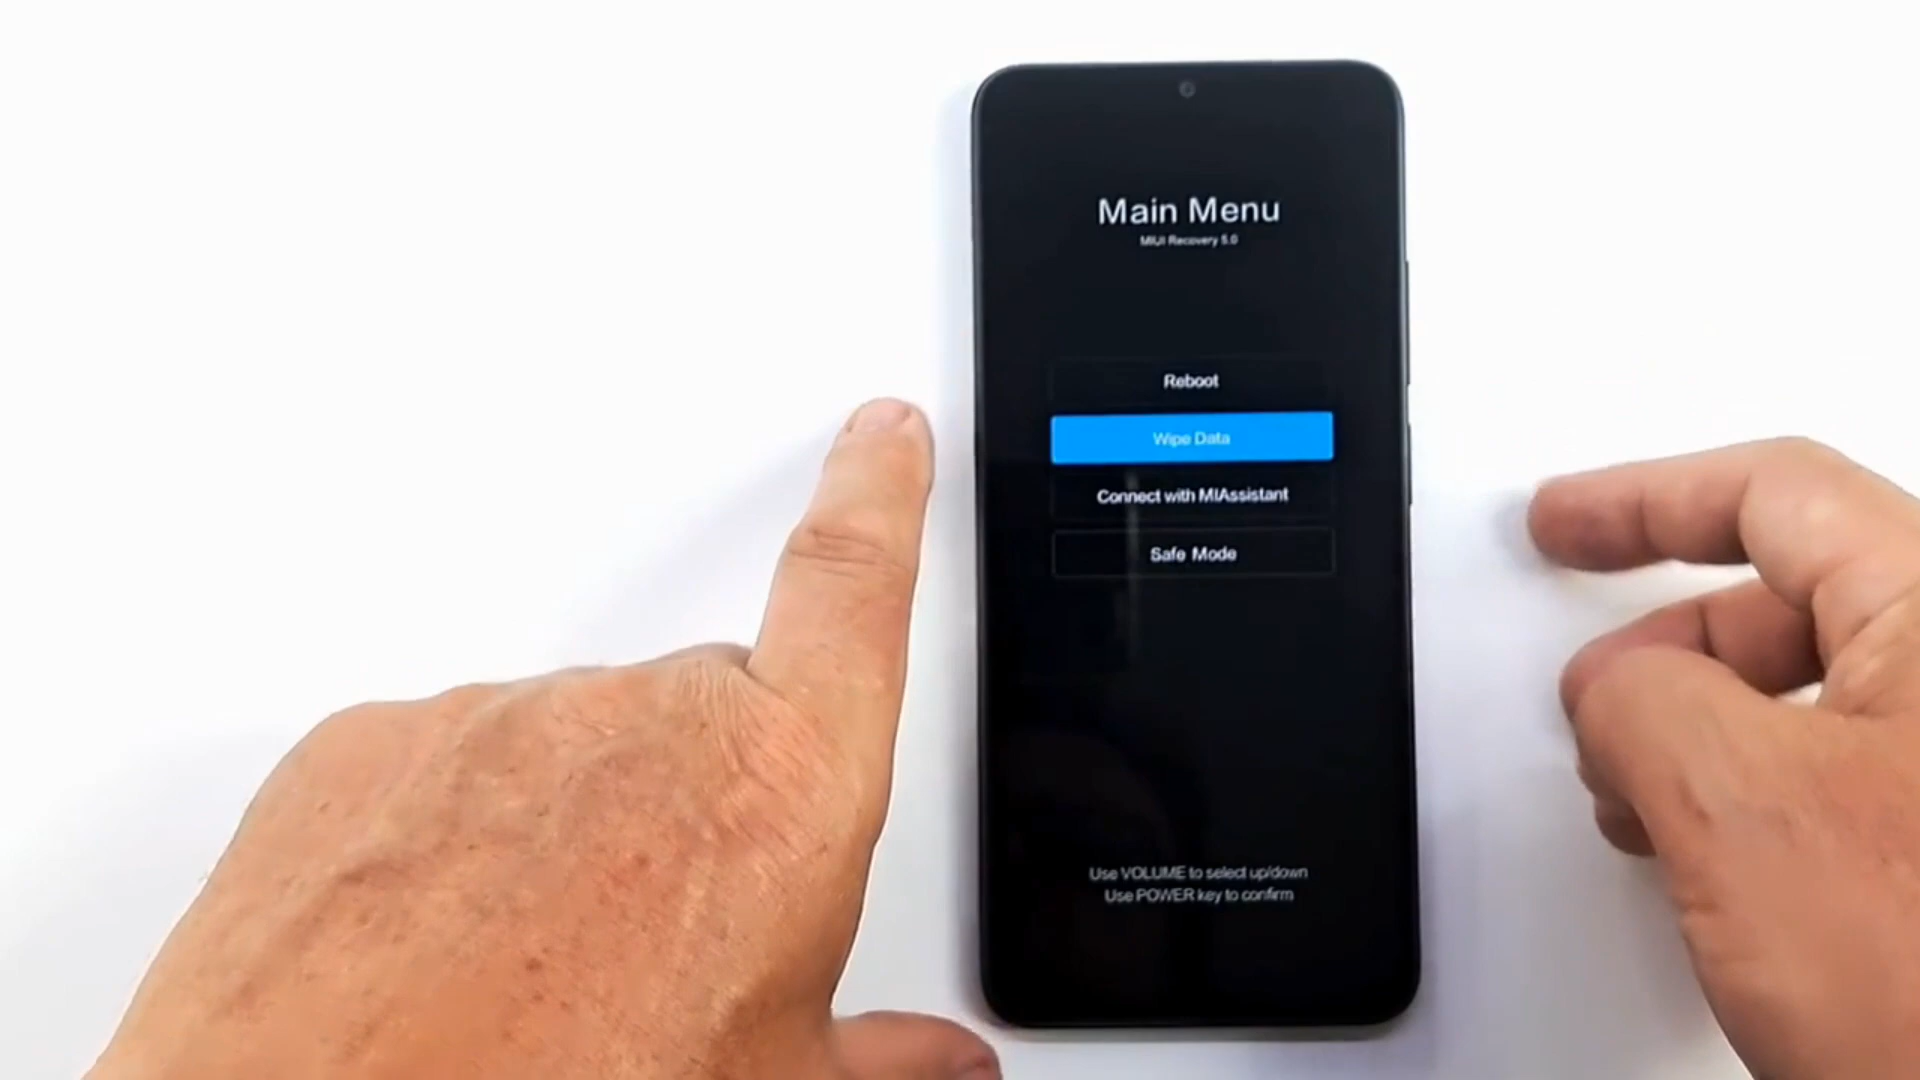 Main Menu
MIUI Recovery 5.0
Reboot
Wipe Data
Connect with MIAssistant
Safe Mode
Use VOLUME to select up/down
Use POWER key to confirm